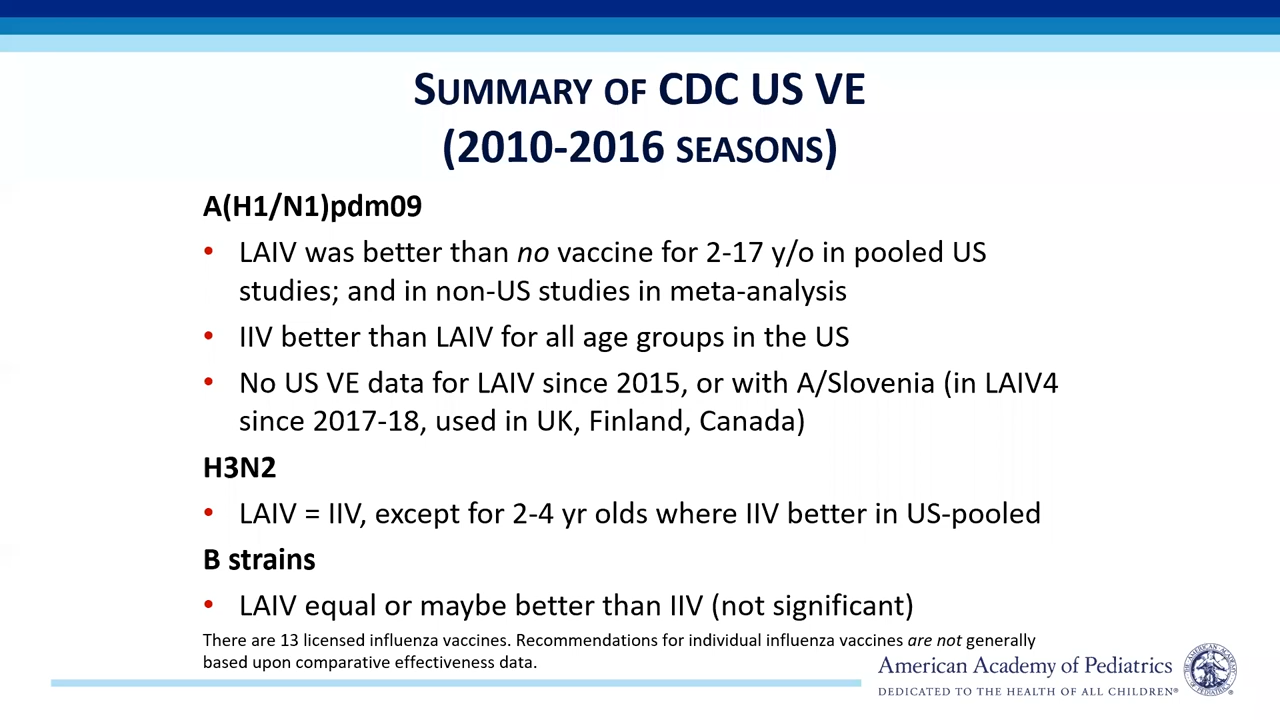 SUMMARY OF CDC US VE
(2010-2016 SEASONS)
A(H1/N1)pdm09
• LAIV was better than no vaccine for 2-17 y/o in pooled US
studies; and in non-US studies in meta-analysis
• IIV better than LAIV for all age groups in the US
• No US VE data for LAIV since 2015, or with A/Slovenia (in LAIV4
since 2017-18, used in UK, Finland, Canada)
H3N2
• LAIV = IIV, except for 2-4 yr olds where IIV better in US-pooled
B strains
• LAIV equal or maybe better than IIV (not significant)
There are 13 licensed influenza vaccines. Recommendations for individual influenza vaccines are not generally
based upon comparative effectiveness data.
American Academy of Pediatrics
DEDICATED TO THE HEALTH OF ALL CHILDREN®